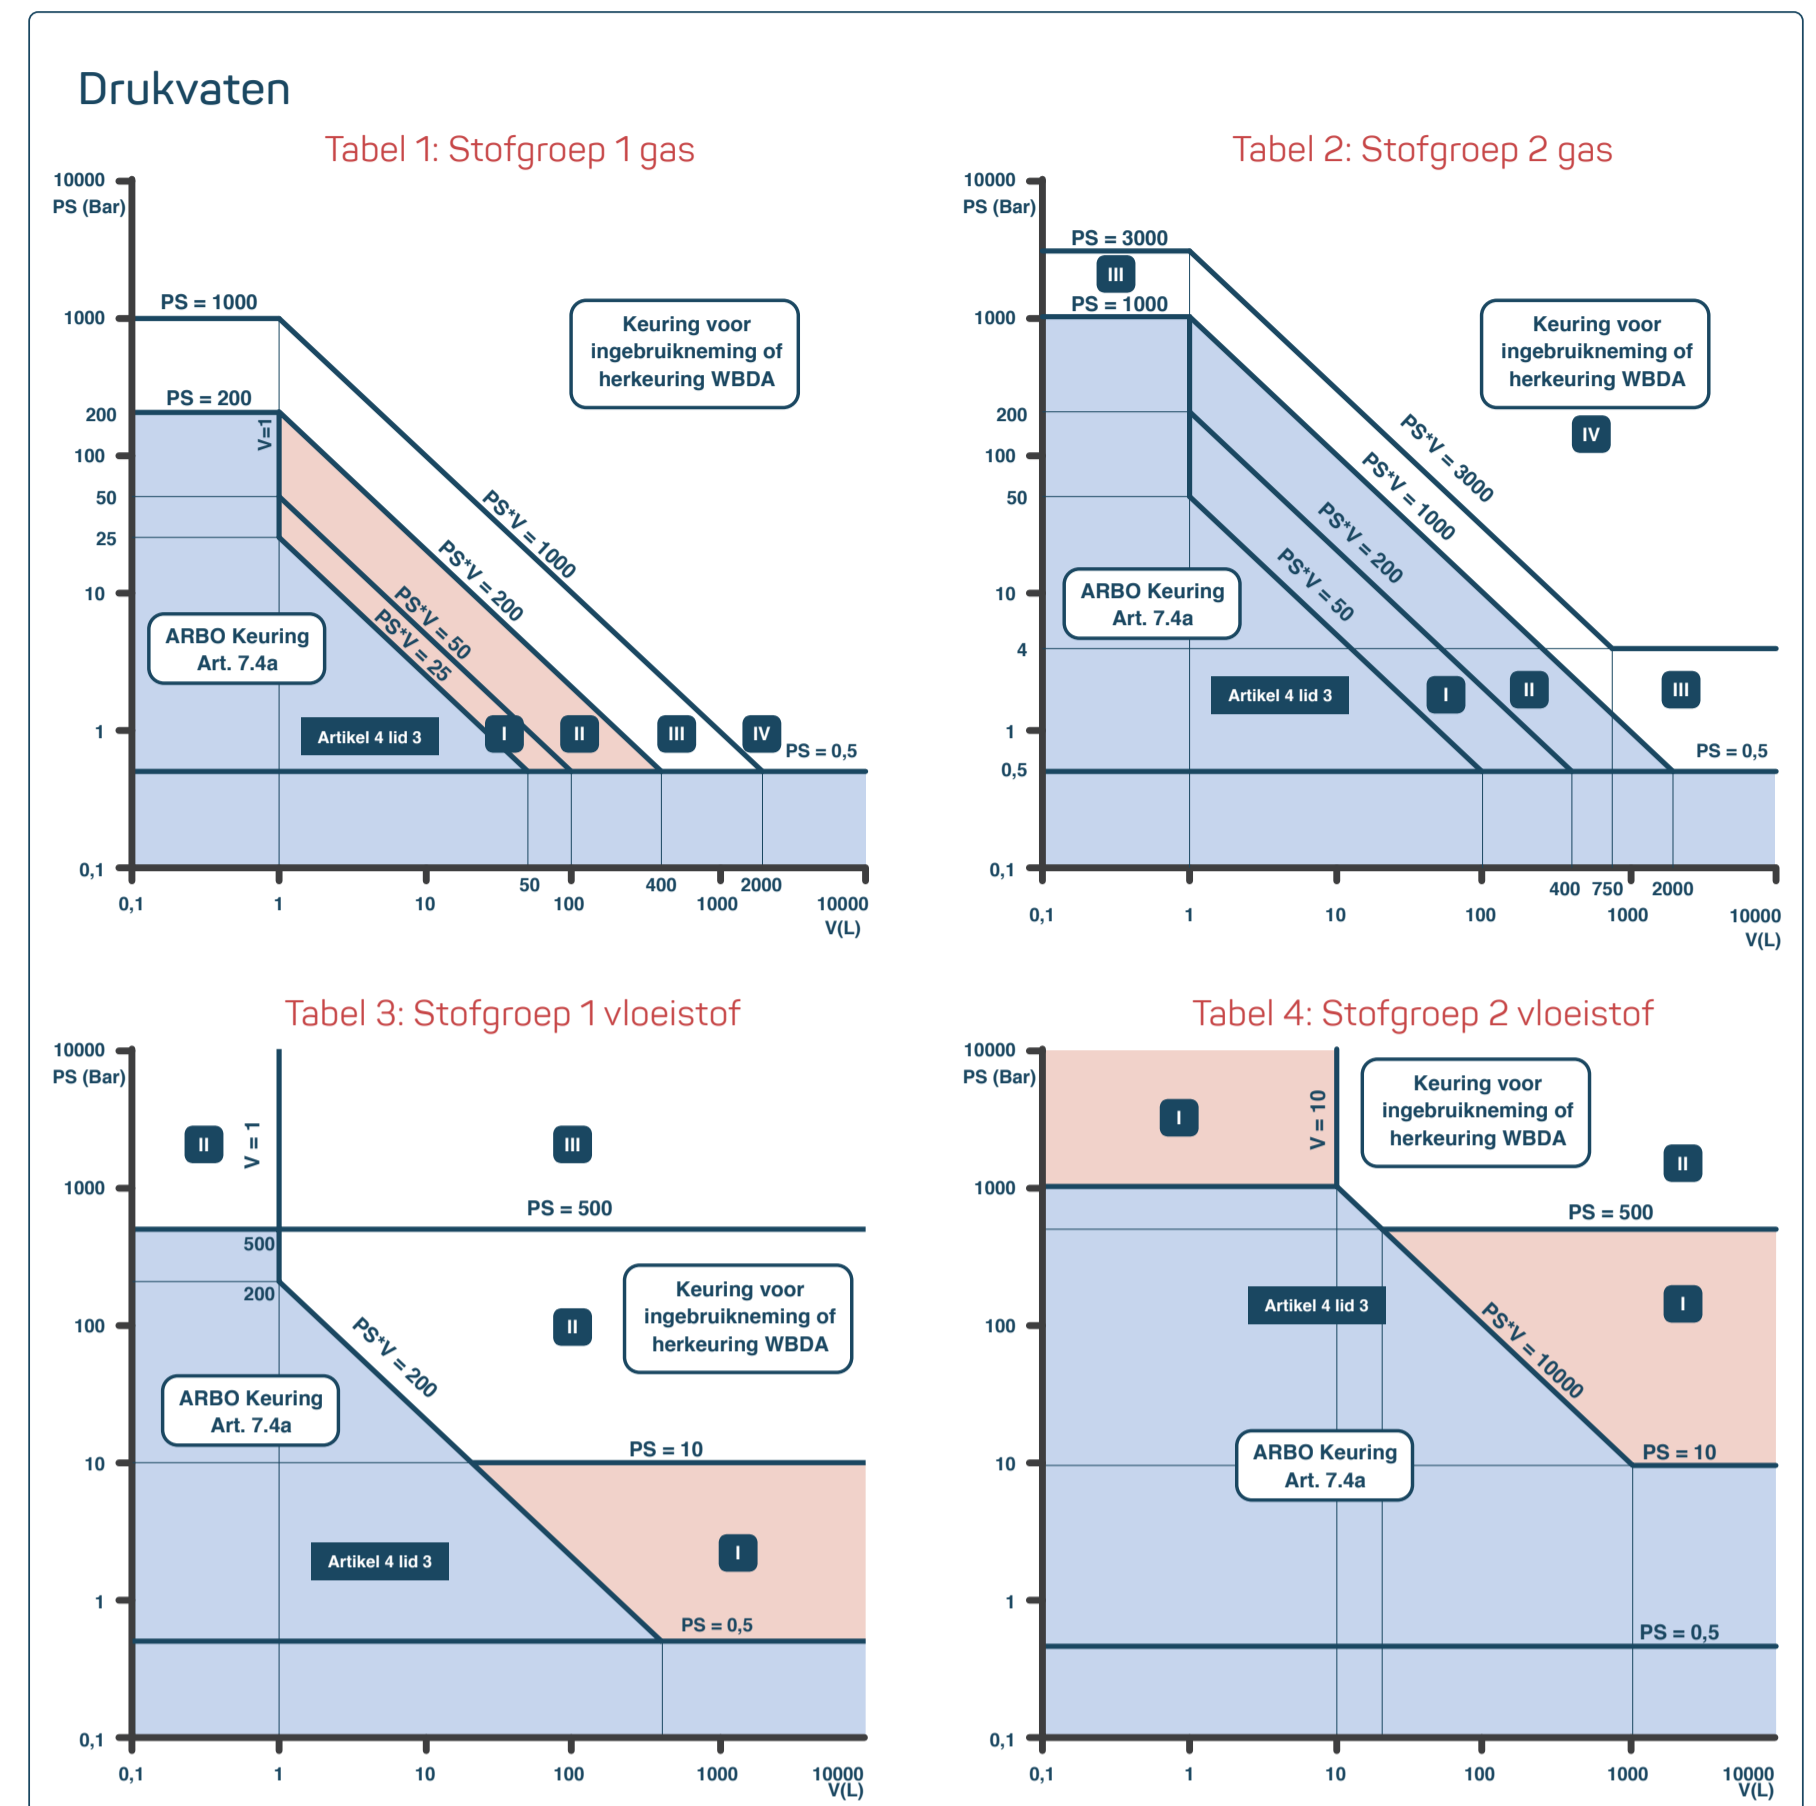 Drukvaten
Tabel 1: Stofgroep 1 gas
10000
PS (Bar)
PS = 1000
1000
Keuring voor
ingebruikneming of
herkeuring WBDA
PS = 200
200
V=1
100
50
25
PS*V = 1000
PS*V = 200
PS*V = 50
PS*V = 25
10
ARBO Keuring
Art. 7.4a
1
Artikel 4 lid 3
I
II
III
IV
PS = 0,5
0,1
50
400
2000
0,1
1
10
100
1000
10000
V(L)
Tabel 2: Stofgroep 2 gas
10000
PS (Bar)
PS = 3000
III
PS = 1000
1000
Keuring voor
ingebruikneming of
herkeuring WBDA
IV
200
100
50
PS*V = 3000
PS*V = 1000
PS*V = 200
PS*V = 50
10
ARBO Keuring
Art. 7.4a
4
Artikel 4 lid 3
I
II
III
1
PS = 0,5
0,5
0,1
400
750
2000
0,1
1
10
100
1000
10000
V(L)
Tabel 3: Stofgroep 1 vloeistof
10000
PS (Bar)
II
V = 1
III
1000
PS = 500
500
200
Keuring voor
ingebruikneming of
herkeuring WBDA
II
100
PS*V = 200
ARBO Keuring
Art. 7.4a
PS = 10
10
Artikel 4 lid 3
I
1
PS = 0,5
0,1
0,1
1
10
100
1000
10000
V(L)
Tabel 4: Stofgroep 2 vloeistof
10000
PS (Bar)
I
V = 10
Keuring voor
ingebruikneming of
herkeuring WBDA
II
1000
PS = 500
Artikel 4 lid 3
I
100
PS*V = 10000
ARBO Keuring
Art. 7.4a
PS = 10
10
1
PS = 0,5
0,1
0,1
1
10
100
1000
10000
V(L)